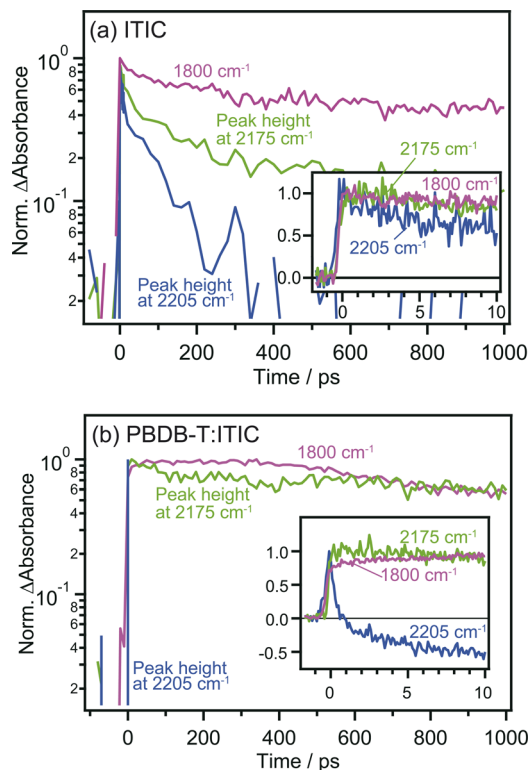 (a) ITIC
1800 cm⁻¹
Peak height
at 2175 cm⁻¹
Peak height
at 2205 cm⁻¹
Norm. ΔAbsorbance
10⁰
8
6
4
2
10⁻¹
8
6
4
2
0
200
400
600
800
1000
Time / ps
2175 cm⁻¹
1800 cm⁻¹
2205 cm⁻¹
1.0
0.5
0.0
0
5
10
(b) PBDB-T:ITIC
1800 cm⁻¹
Peak height
at 2175 cm⁻¹
Peak height
at 2205 cm⁻¹
Norm. ΔAbsorbance
10⁰
8
6
4
2
10⁻¹
8
6
4
2
0
200
400
600
800
1000
Time / ps
2175 cm⁻¹
1800 cm⁻¹
2205 cm⁻¹
1.0
0.5
0.0
-0.5
0
5
10